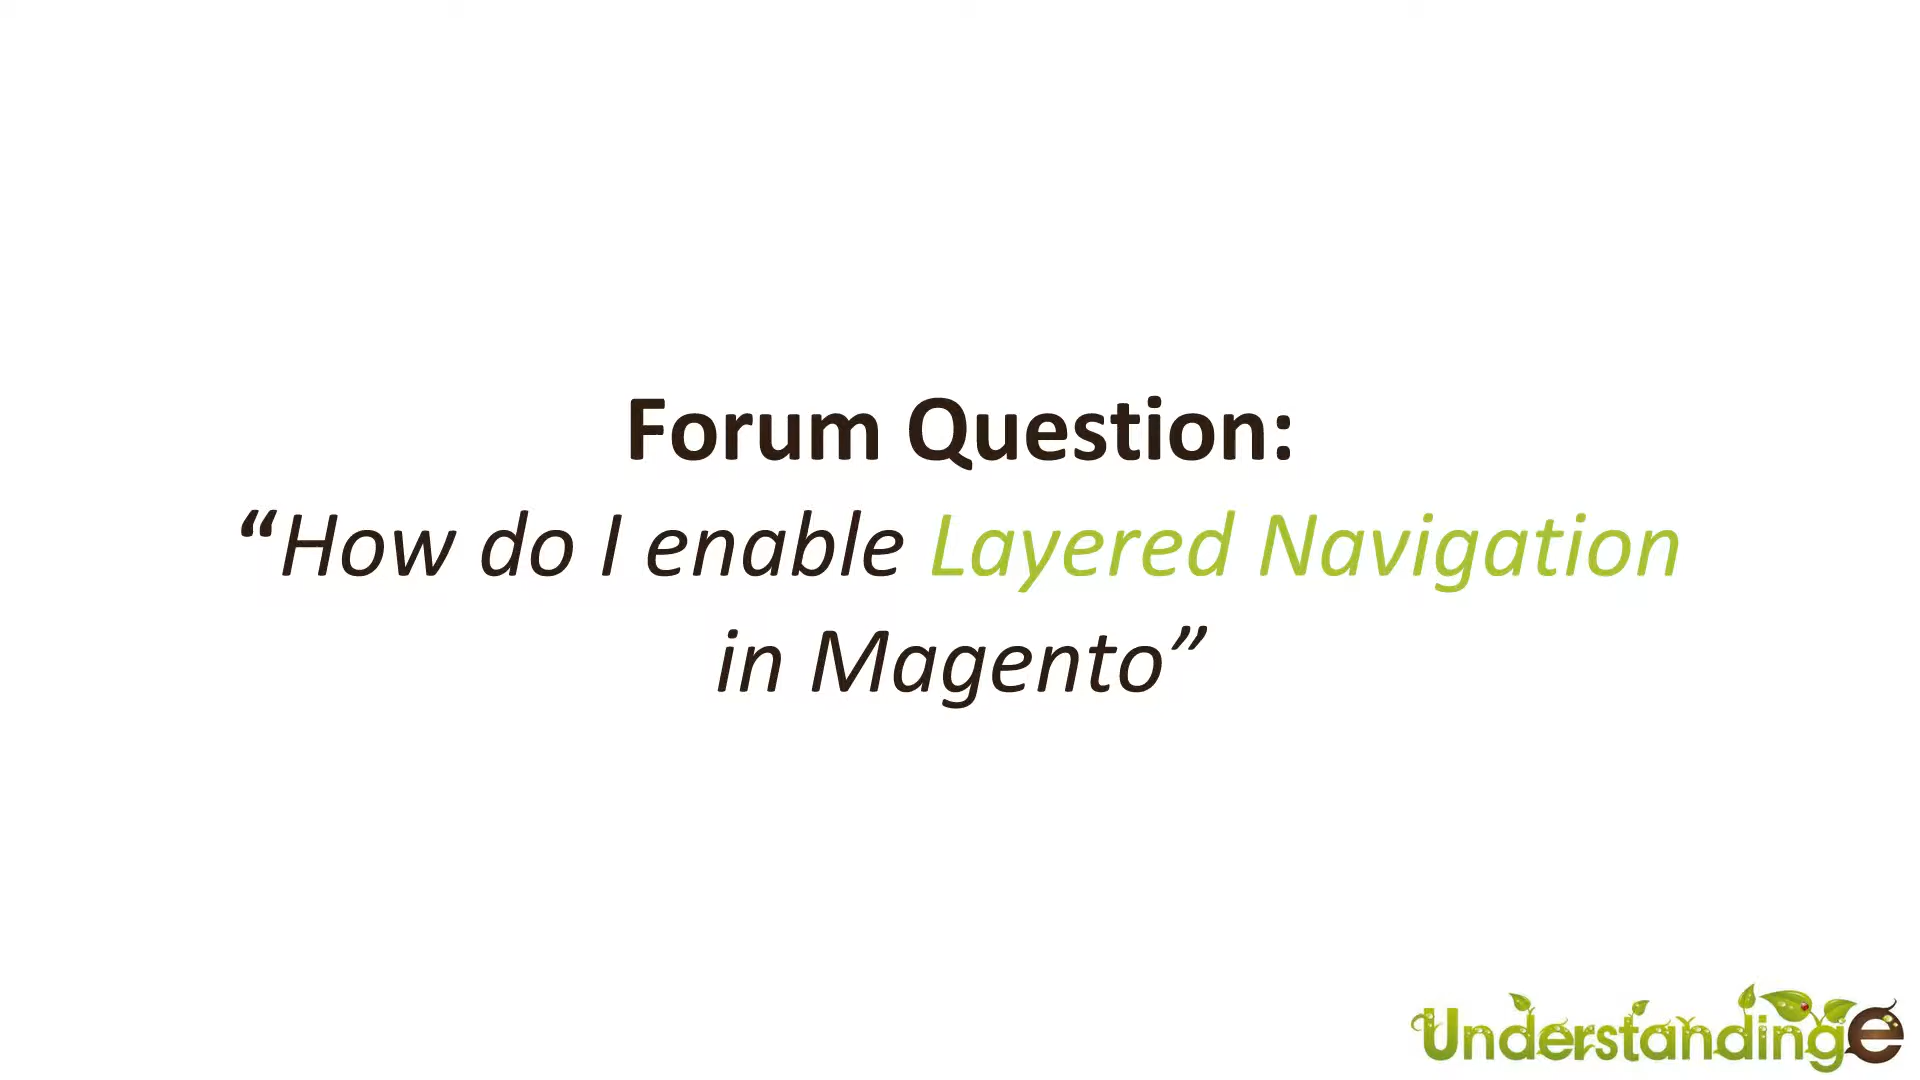 Forum Question:
“How do I enable Layered Navigation
in Magento”
UnderstandingE